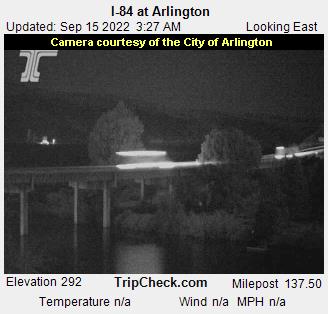 I-84 at Arlington
Updated: Sep 15 2022 3:27 AM Looking East
Camera courtesy of the City of Arlington
Elevation 292 TripCheck.com Milepost 137.50
Temperature n/a Wind n/a MPH n/a